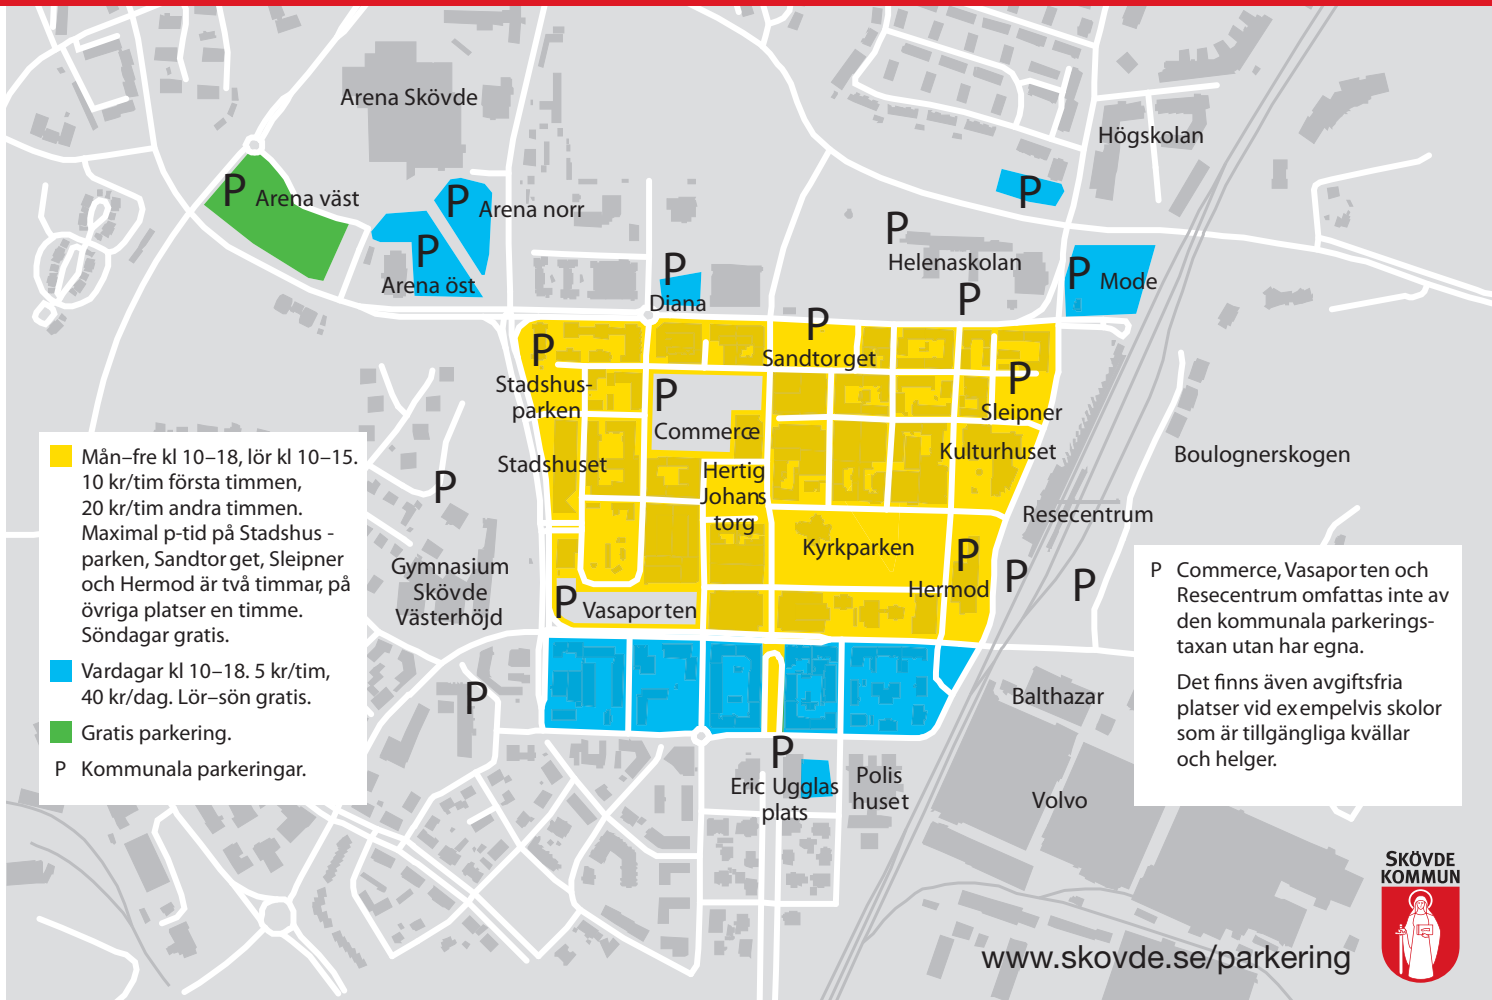 Arena Skövde
Högskolan
P Arena väst
P Arena norr
P
P
Arena öst
P
Helenaskolan
P
Diana
P Mode
P
P
Sandtorget
P
Stadshus-
parken
P
Commerce
P
Sleipner
Kulturhuset
Stadshuset
Hertig
Johans
torg
Boulognerskogen
P
Resecentrum
Kyrkparken
P
Hermod
P
P
Gymnasium
Skövde
Västerhöjd
P Vasaporten
P
Balthazar
P
Eric Ugglas
plats
Polis
huset
Volvo
Mån–fre kl 10–18, lör kl 10–15.
10 kr/tim första timmen,
20 kr/tim andra timmen.
Maximal p-tid på Stadshus -
parken, Sandtorget, Sleipner
och Hermod är två timmar, på
övriga platser en timme.
Söndagar gratis.
Vardagar kl 10–18. 5 kr/tim,
40 kr/dag. Lör–sön gratis.
Gratis parkering.
P Kommunala parkeringar.
P Commerce, Vasaporten och
Resecentrum omfattas inte av
den kommunala parkerings-
taxan utan har egna.
Det finns även avgiftsfria
platser vid exempelvis skolor
som är tillgängliga kvällar
och helger.
SKÖVDE
KOMMUN
www.skovde.se/parkering